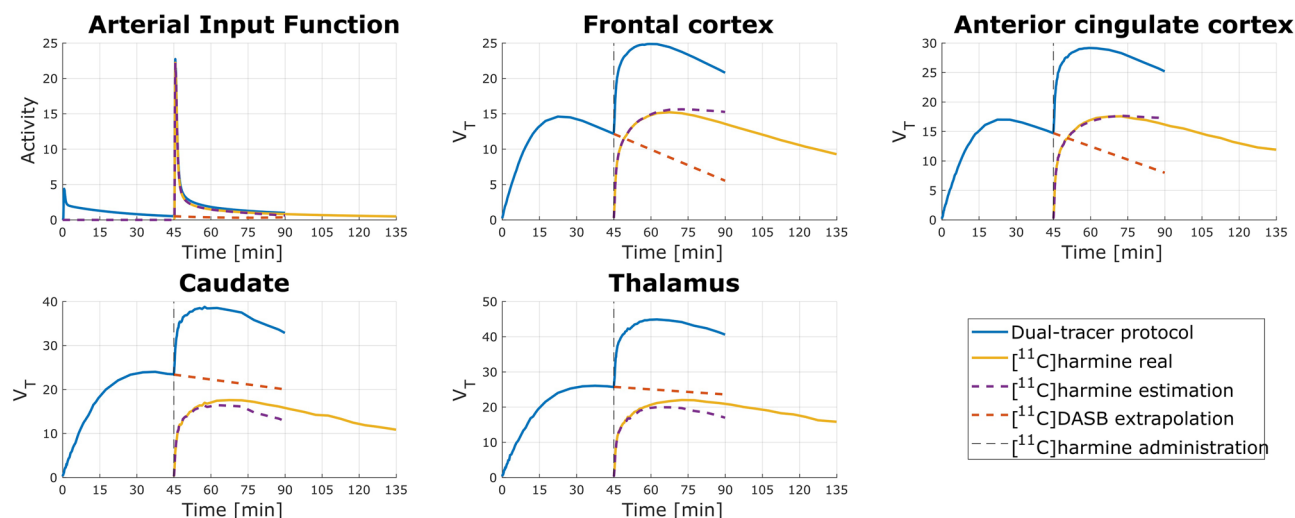 Arterial Input Function
25
20
15
10
5
0
Activity
0 15 30 45 60 75 90 105 120 135
Time [min]
Frontal cortex
25
20
15
10
5
0
V_T
0 15 30 45 60 75 90 105 120 135
Time [min]
Anterior cingulate cortex
30
25
20
15
10
5
0
V_T
0 15 30 45 60 75 90 105 120 135
Time [min]
Caudate
40
30
20
10
0
V_T
0 15 30 45 60 75 90 105 120 135
Time [min]
Thalamus
50
40
30
20
10
0
V_T
0 15 30 45 60 75 90 105 120 135
Time [min]
Dual-tracer protocol
[¹¹C]harmine real
[¹¹C]harmine estimation
[¹¹C]DASB extrapolation
[¹¹C]harmine administration